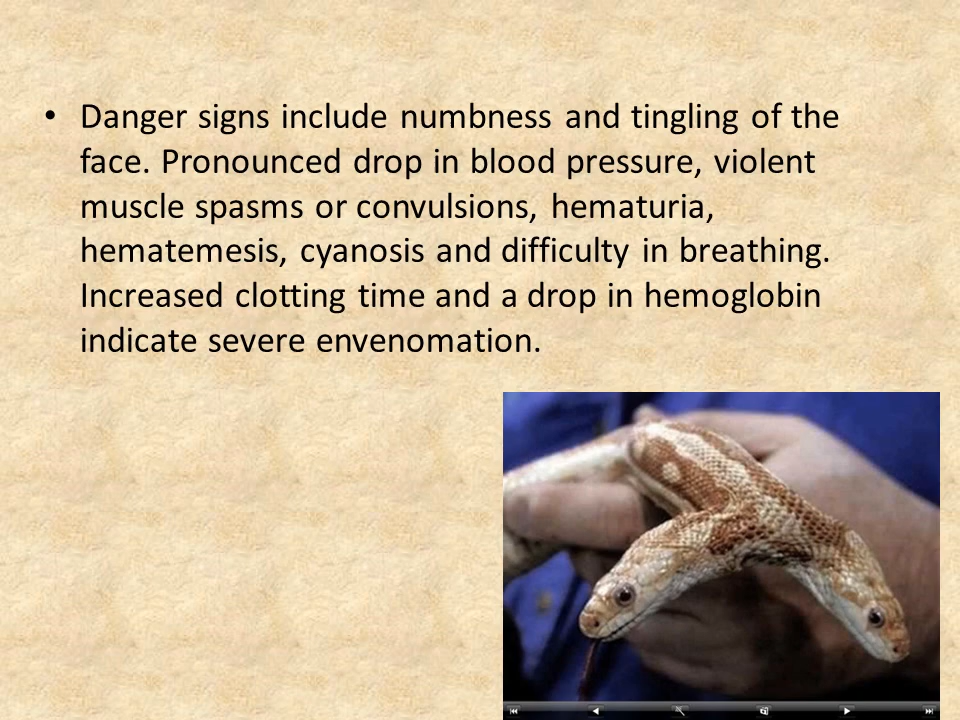 • Danger signs include numbness and tingling of the
face. Pronounced drop in blood pressure, violent
muscle spasms or convulsions, hematuria,
hematemesis, cyanosis and difficulty in breathing.
Increased clotting time and a drop in hemoglobin
indicate severe envenomation.